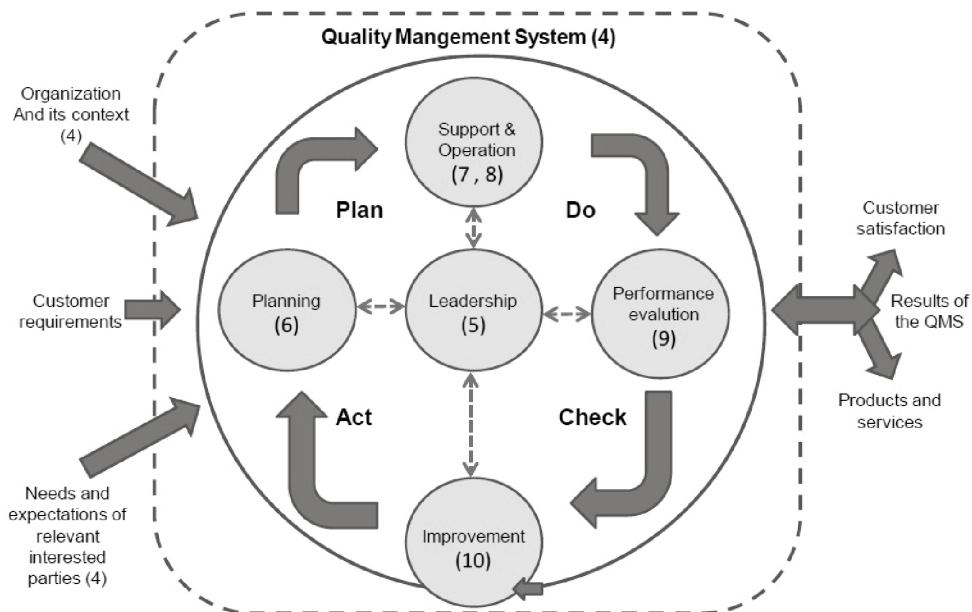 Quality Mangement System (4)
Organization
And its context
(4)
Support &
Operation
(7 , 8)
Plan
Do
Customer
satisfaction
Customer
requirements
Planning
(6)
Leadership
(5)
Performance
evalution
(9)
Results of
the QMS
Act
Check
Products and
services
Needs and
expectations of
relevant
interested
parties (4)
Improvement
(10)